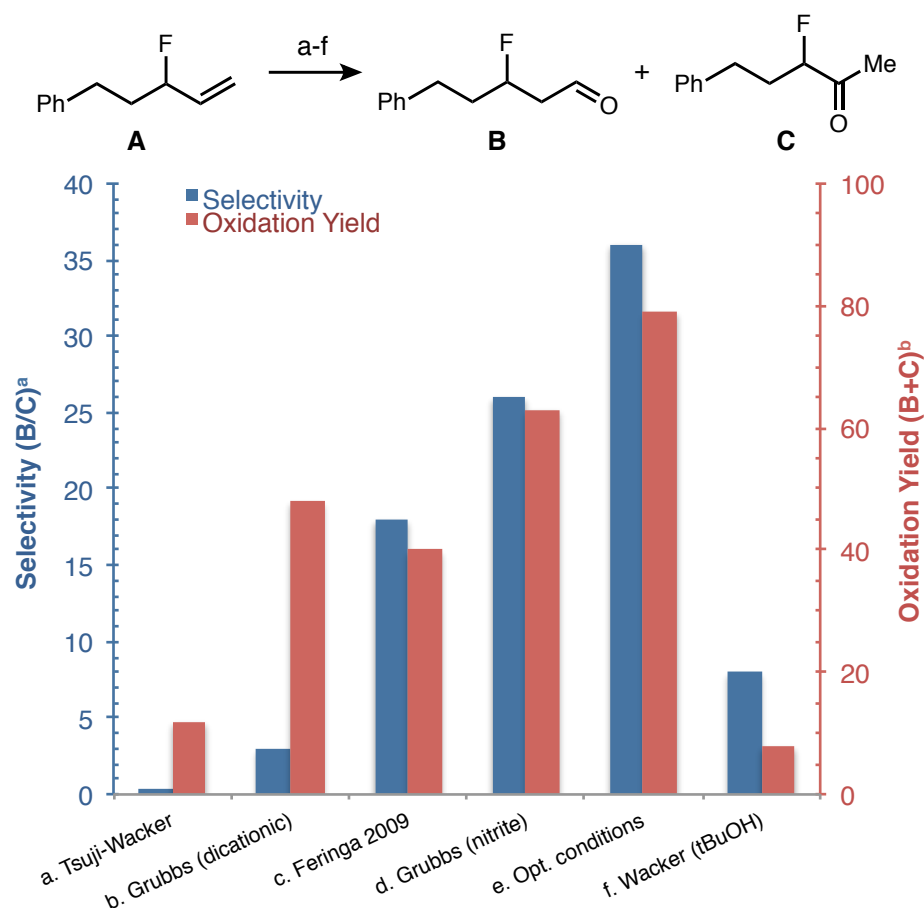 F
Ph
A
a-f
F
Ph
O
B
+
F
Ph
Me
O
C
Selectivity
Oxidation Yield
Selectivity (B/C)a
40
35
30
25
20
15
10
5
0
100
80
60
40
20
0
Oxidation Yield (B+C)b
a. Tsuji-Wacker
b. Grubbs (dicationic)
c. Feringa 2009
d. Grubbs (nitrite)
e. Opt. conditions
f. Wacker (tBuOH)